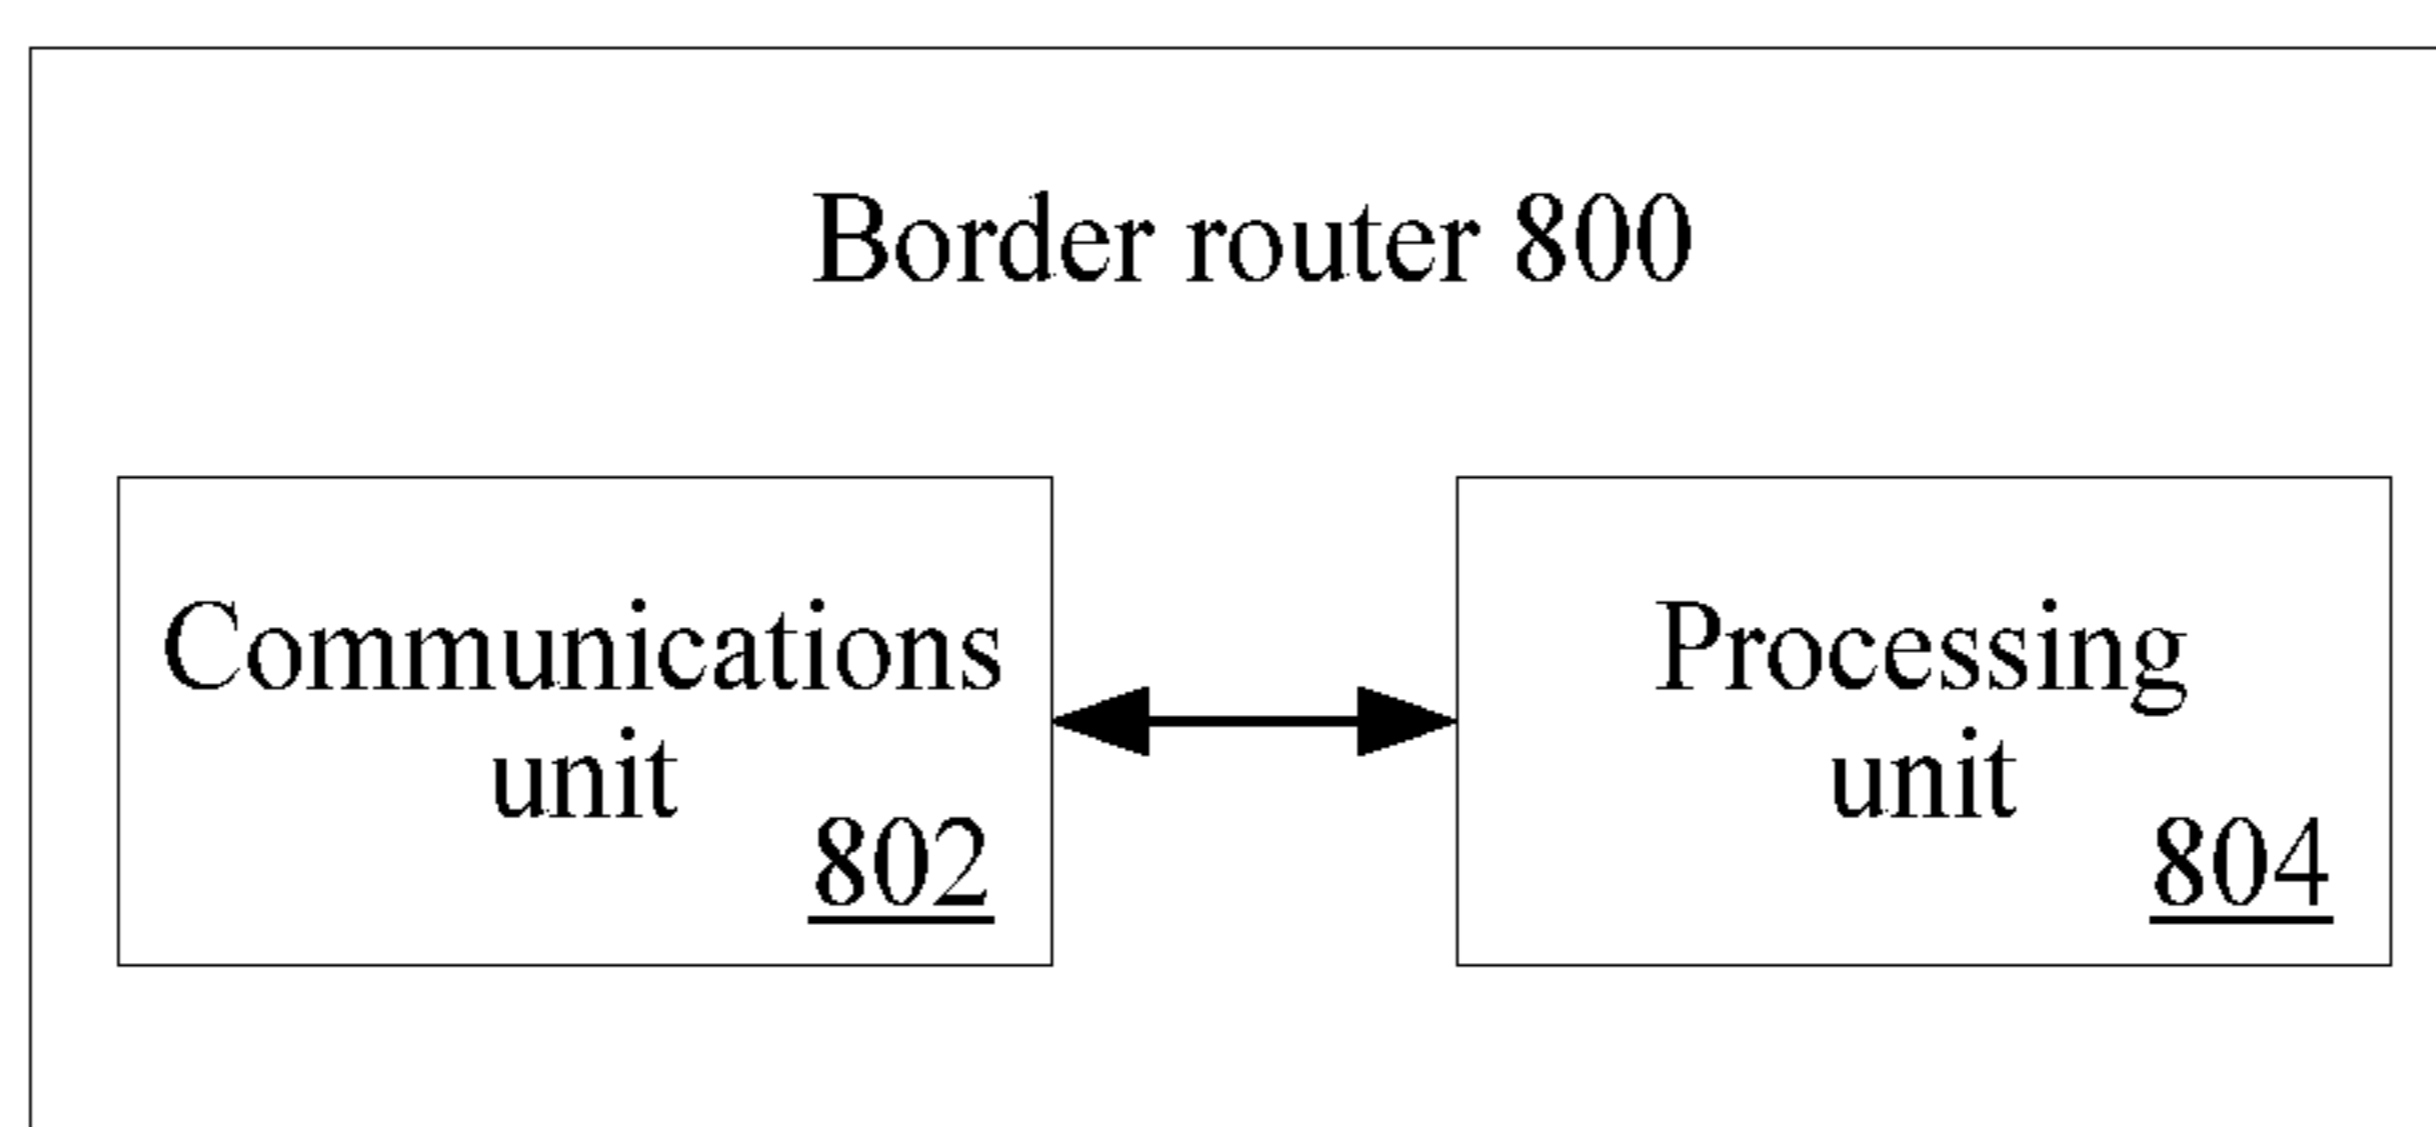 Border router 800
Communications
unit
802
Processing
unit
804